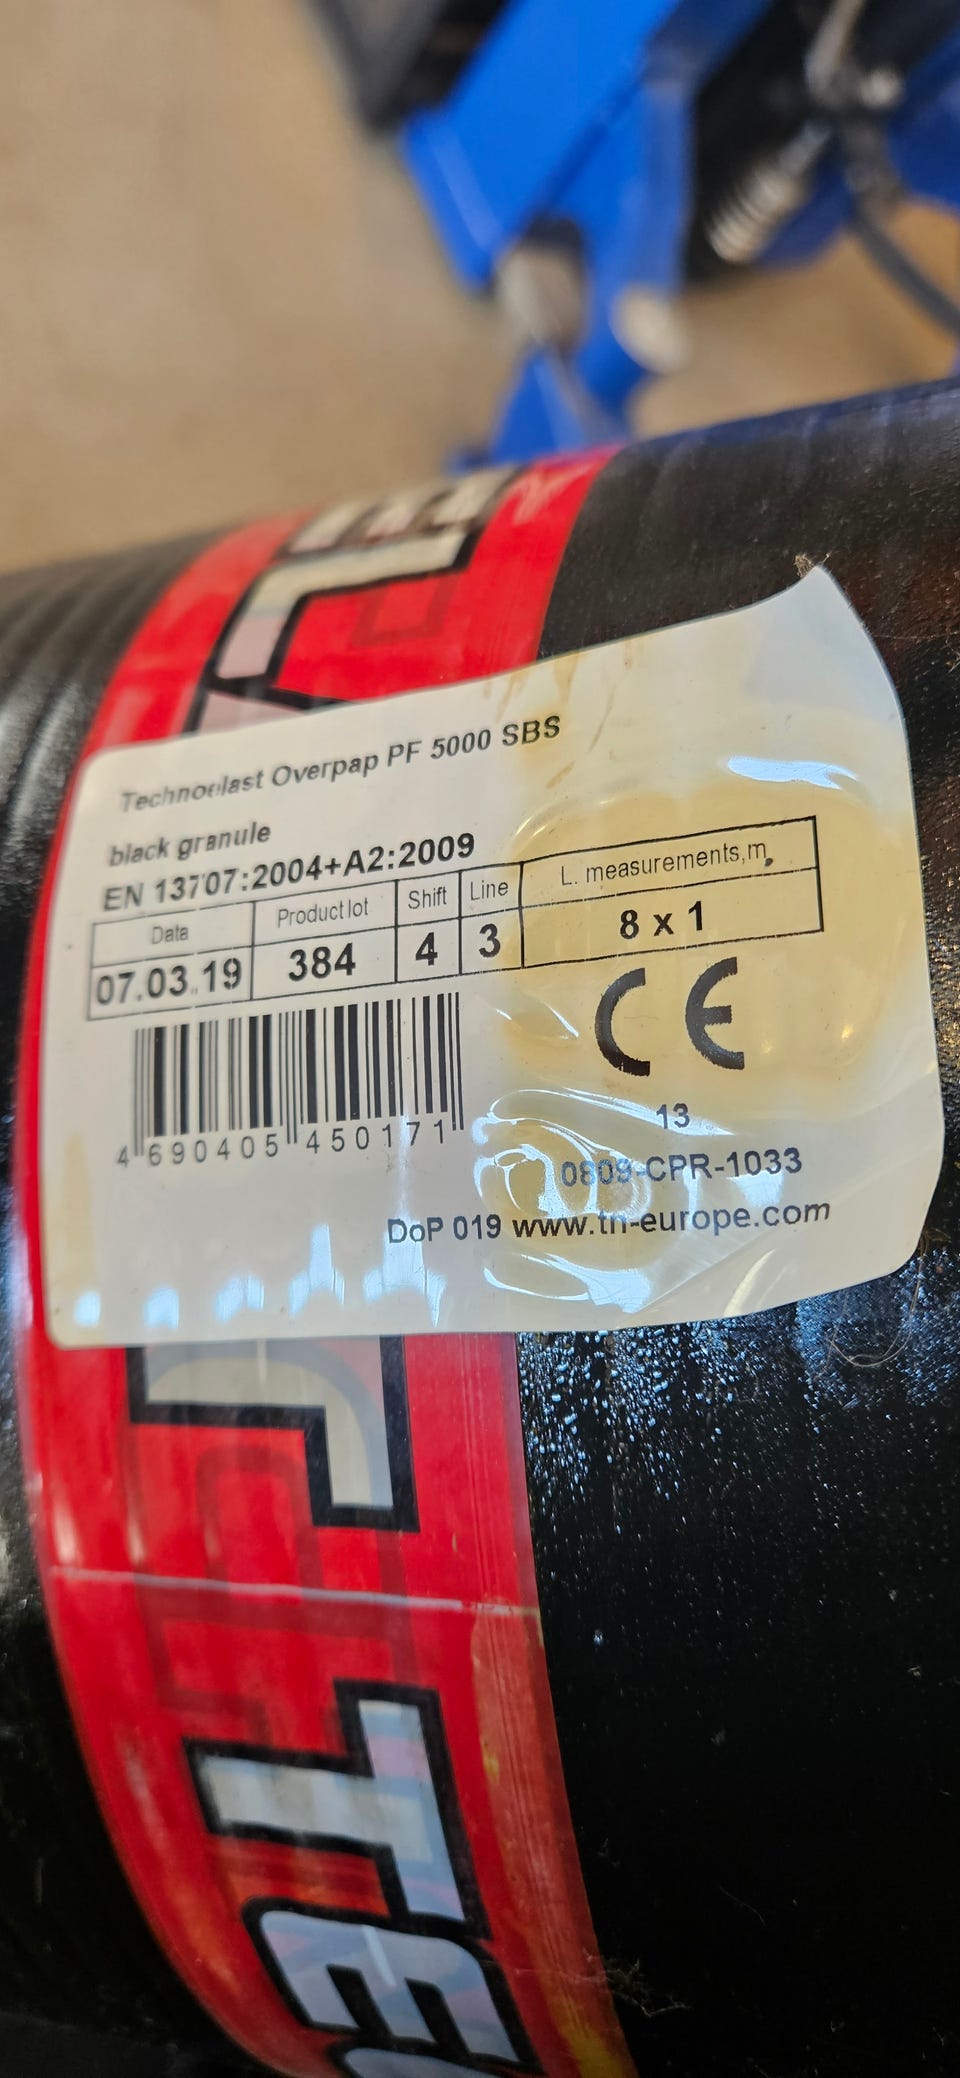 Technoelast Overpap PF 5000 SBS
black granule
EN 13707:2004+A2:2009
Data Product lot Shift Line L. measurements,m,
07.03.19 384 4 3 8 x 1
CE
4 690405 450171
13
0809-CPR-1033
DoP 019 www.tn-europe.com